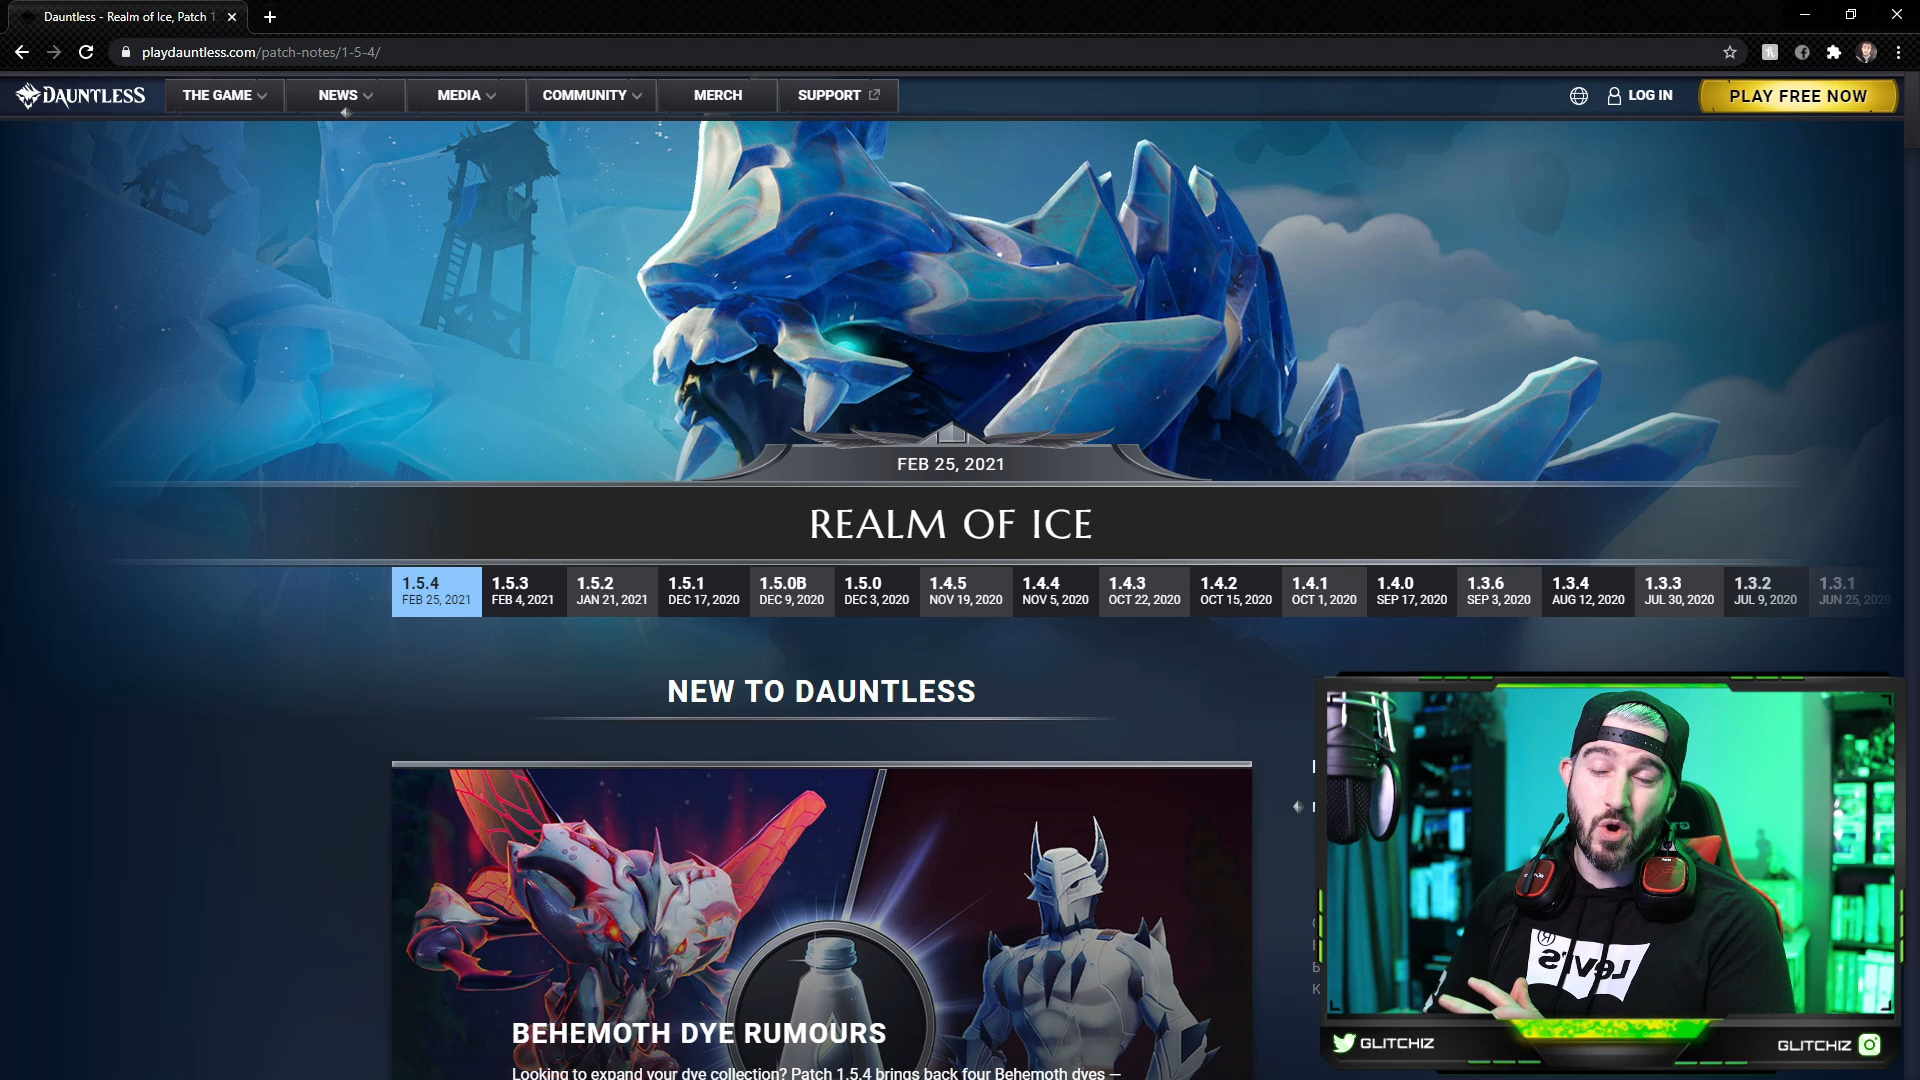 Dauntless - Realm of Ice, Patch 1
playdauntless.com/patch-notes/1-5-4/
DAUNTLESS
THE GAME
NEWS
MEDIA
COMMUNITY
MERCH
SUPPORT
LOG IN
PLAY FREE NOW
FEB 25, 2021
REALM OF ICE
1.5.4
FEB 25, 2021
1.5.3
FEB 4, 2021
1.5.2
JAN 21, 2021
1.5.1
DEC 17, 2020
1.5.0B
DEC 9, 2020
1.5.0
DEC 3, 2020
1.4.5
NOV 19, 2020
1.4.4
NOV 5, 2020
1.4.3
OCT 22, 2020
1.4.2
OCT 15, 2020
1.4.1
OCT 1, 2020
1.4.0
SEP 17, 2020
1.3.6
SEP 3, 2020
1.3.4
AUG 12, 2020
1.3.3
JUL 30, 2020
1.3.2
JUL 9, 2020
1.3.1
JUN 25, 2020
NEW TO DAUNTLESS
BEHEMOTH DYE RUMOURS
Looking to expand your dye collection? Patch 1.5.4 brings back four Behemoth dyes —
Levi's
GLITCHIZ
GLITCHIZ